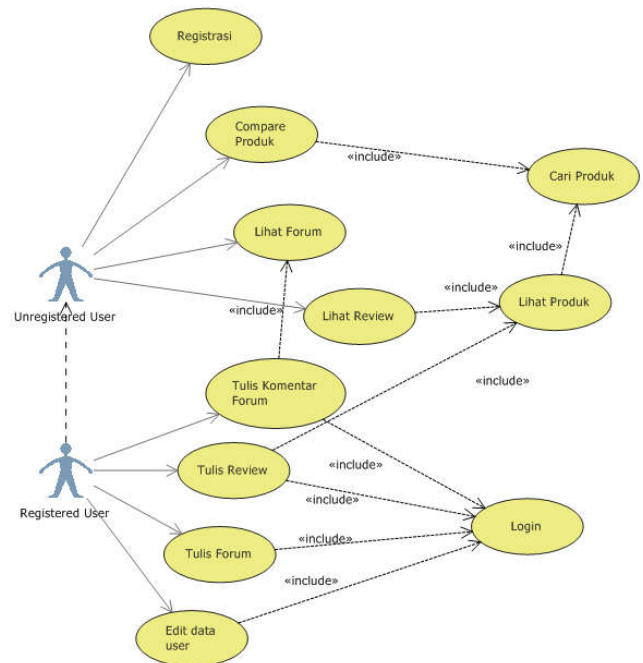 Registrasi
Compare
Produk
«include»
Cari Produk
Lihat Forum
«include»
Unregistered User
«include»
Lihat Review
«include»
Lihat Produk
«include»
Tulis Komentar
Forum
Tulis Review
«include»
«include»
Registered User
Login
«include»
Tulis Forum
«include»
Edit data
user